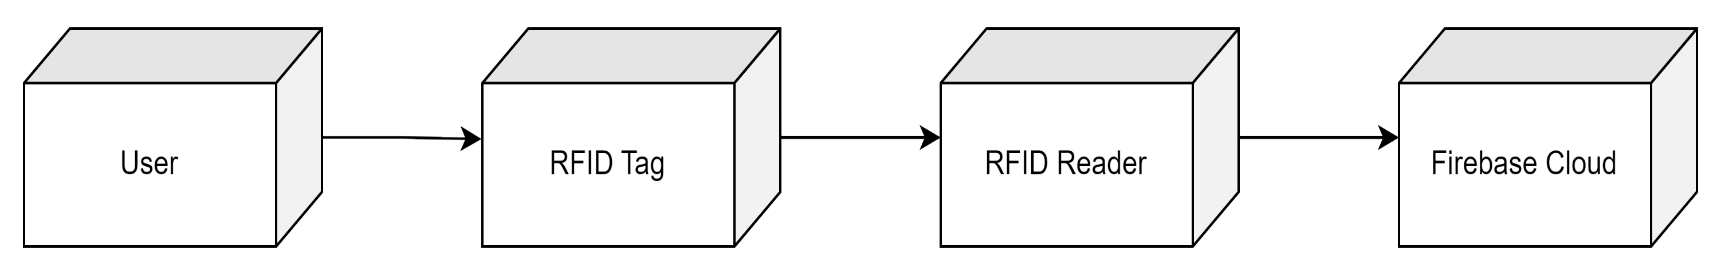 User
RFID Tag
RFID Reader
Firebase Cloud